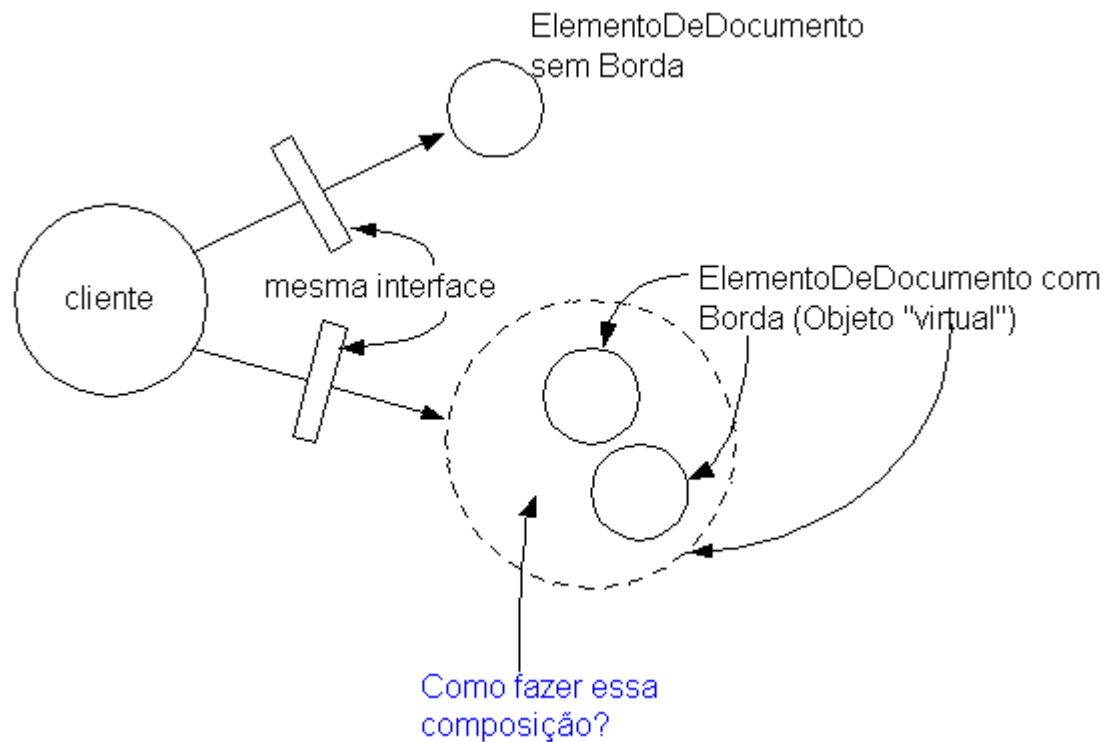 ElementoDeDocumento
sem Borda
cliente
mesma interface
ElementoDeDocumento com
Borda (Objeto "virtual")
Como fazer essa
composição?